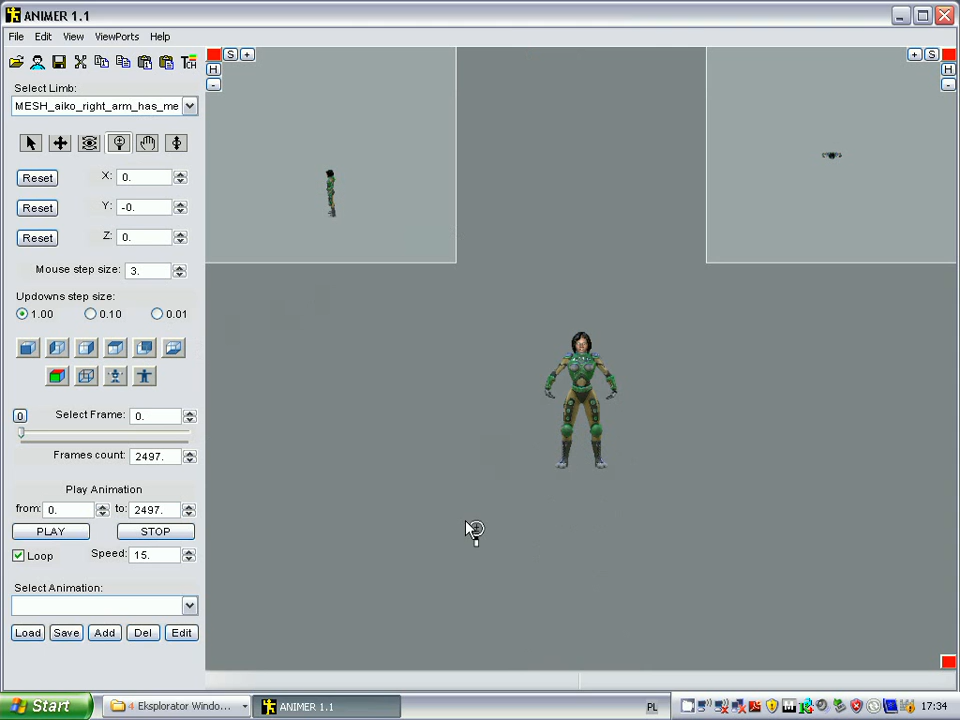 ANIMER 1.1
File Edit View ViewPorts Help
S +
+ S
H
H
-
-
Select Limb:
MESH_aiko_right_arm_has_me
Reset X: 0.
Reset Y: -0.
Reset Z: 0.
Mouse step size: 3.
Updowns step size:
1.00 0.10 0.01
0 Select Frame: 0.
Frames count: 2497.
Play Animation
from: 0. to: 2497.
PLAY STOP
Loop Speed: 15.
Select Animation:
Load Save Add Del Edit
Start 4 Eksplorator Windo... ANIMER 1.1 PL 17:34